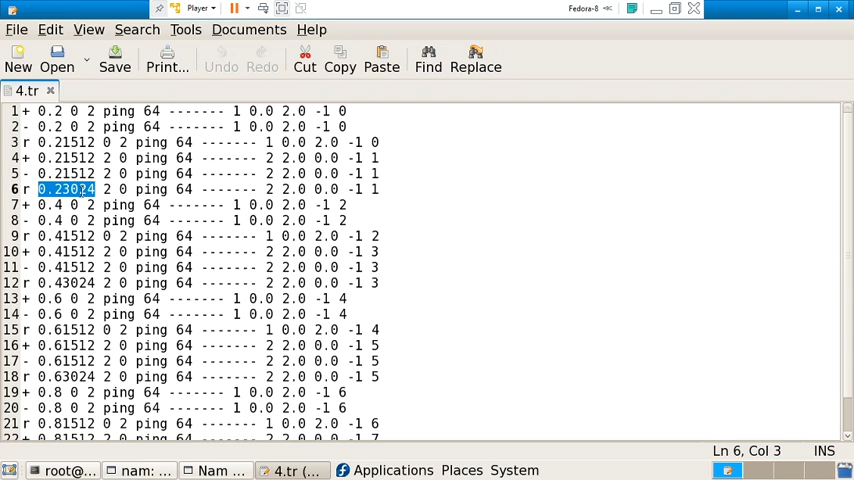 Player Fedora-8
File Edit View Search Tools Documents Help
New Open Save Print... Undo Redo Cut Copy Paste Find Replace
4.tr
1 + 0.2 0 2 ping 64 ------- 1 0.0 2.0 -1 0
2 - 0.2 0 2 ping 64 ------- 1 0.0 2.0 -1 0
3 r 0.21512 0 2 ping 64 ------- 1 0.0 2.0 -1 0
4 + 0.21512 2 0 ping 64 ------- 2 2.0 0.0 -1 1
5 - 0.21512 2 0 ping 64 ------- 2 2.0 0.0 -1 1
6 r 0.23024 2 0 ping 64 ------- 2 2.0 0.0 -1 1
7 + 0.4 0 2 ping 64 ------- 1 0.0 2.0 -1 2
8 - 0.4 0 2 ping 64 ------- 1 0.0 2.0 -1 2
9 r 0.41512 0 2 ping 64 ------- 1 0.0 2.0 -1 2
10 + 0.41512 2 0 ping 64 ------- 2 2.0 0.0 -1 3
11 - 0.41512 2 0 ping 64 ------- 2 2.0 0.0 -1 3
12 r 0.43024 2 0 ping 64 ------- 2 2.0 0.0 -1 3
13 + 0.6 0 2 ping 64 ------- 1 0.0 2.0 -1 4
14 - 0.6 0 2 ping 64 ------- 1 0.0 2.0 -1 4
15 r 0.61512 0 2 ping 64 ------- 1 0.0 2.0 -1 4
16 + 0.61512 2 0 ping 64 ------- 2 2.0 0.0 -1 5
17 - 0.61512 2 0 ping 64 ------- 2 2.0 0.0 -1 5
18 r 0.63024 2 0 ping 64 ------- 2 2.0 0.0 -1 5
19 + 0.8 0 2 ping 64 ------- 1 0.0 2.0 -1 6
20 - 0.8 0 2 ping 64 ------- 1 0.0 2.0 -1 6
21 r 0.81512 0 2 ping 64 ------- 1 0.0 2.0 -1 6
22 + 0.81512 2 0 ping 64 ------- 2 2.0 0.0 -1 7
Ln 6, Col 3 INS
root@... nam: ... Nam ... 4.tr (... Applications Places System